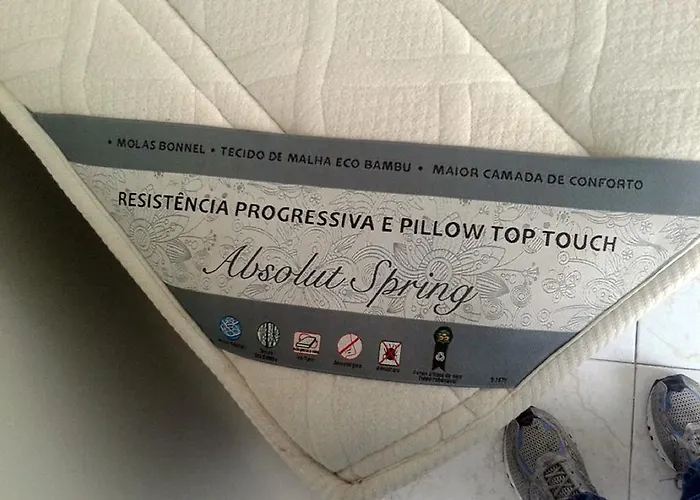 • MOLAS BONNEL • TECIDO DE MALHA ECO BAMBU • MAIOR CAMADA DE CONFORTO
RESISTÊNCIA PROGRESSIVA E PILLOW TOP TOUCH
Absolut Spring